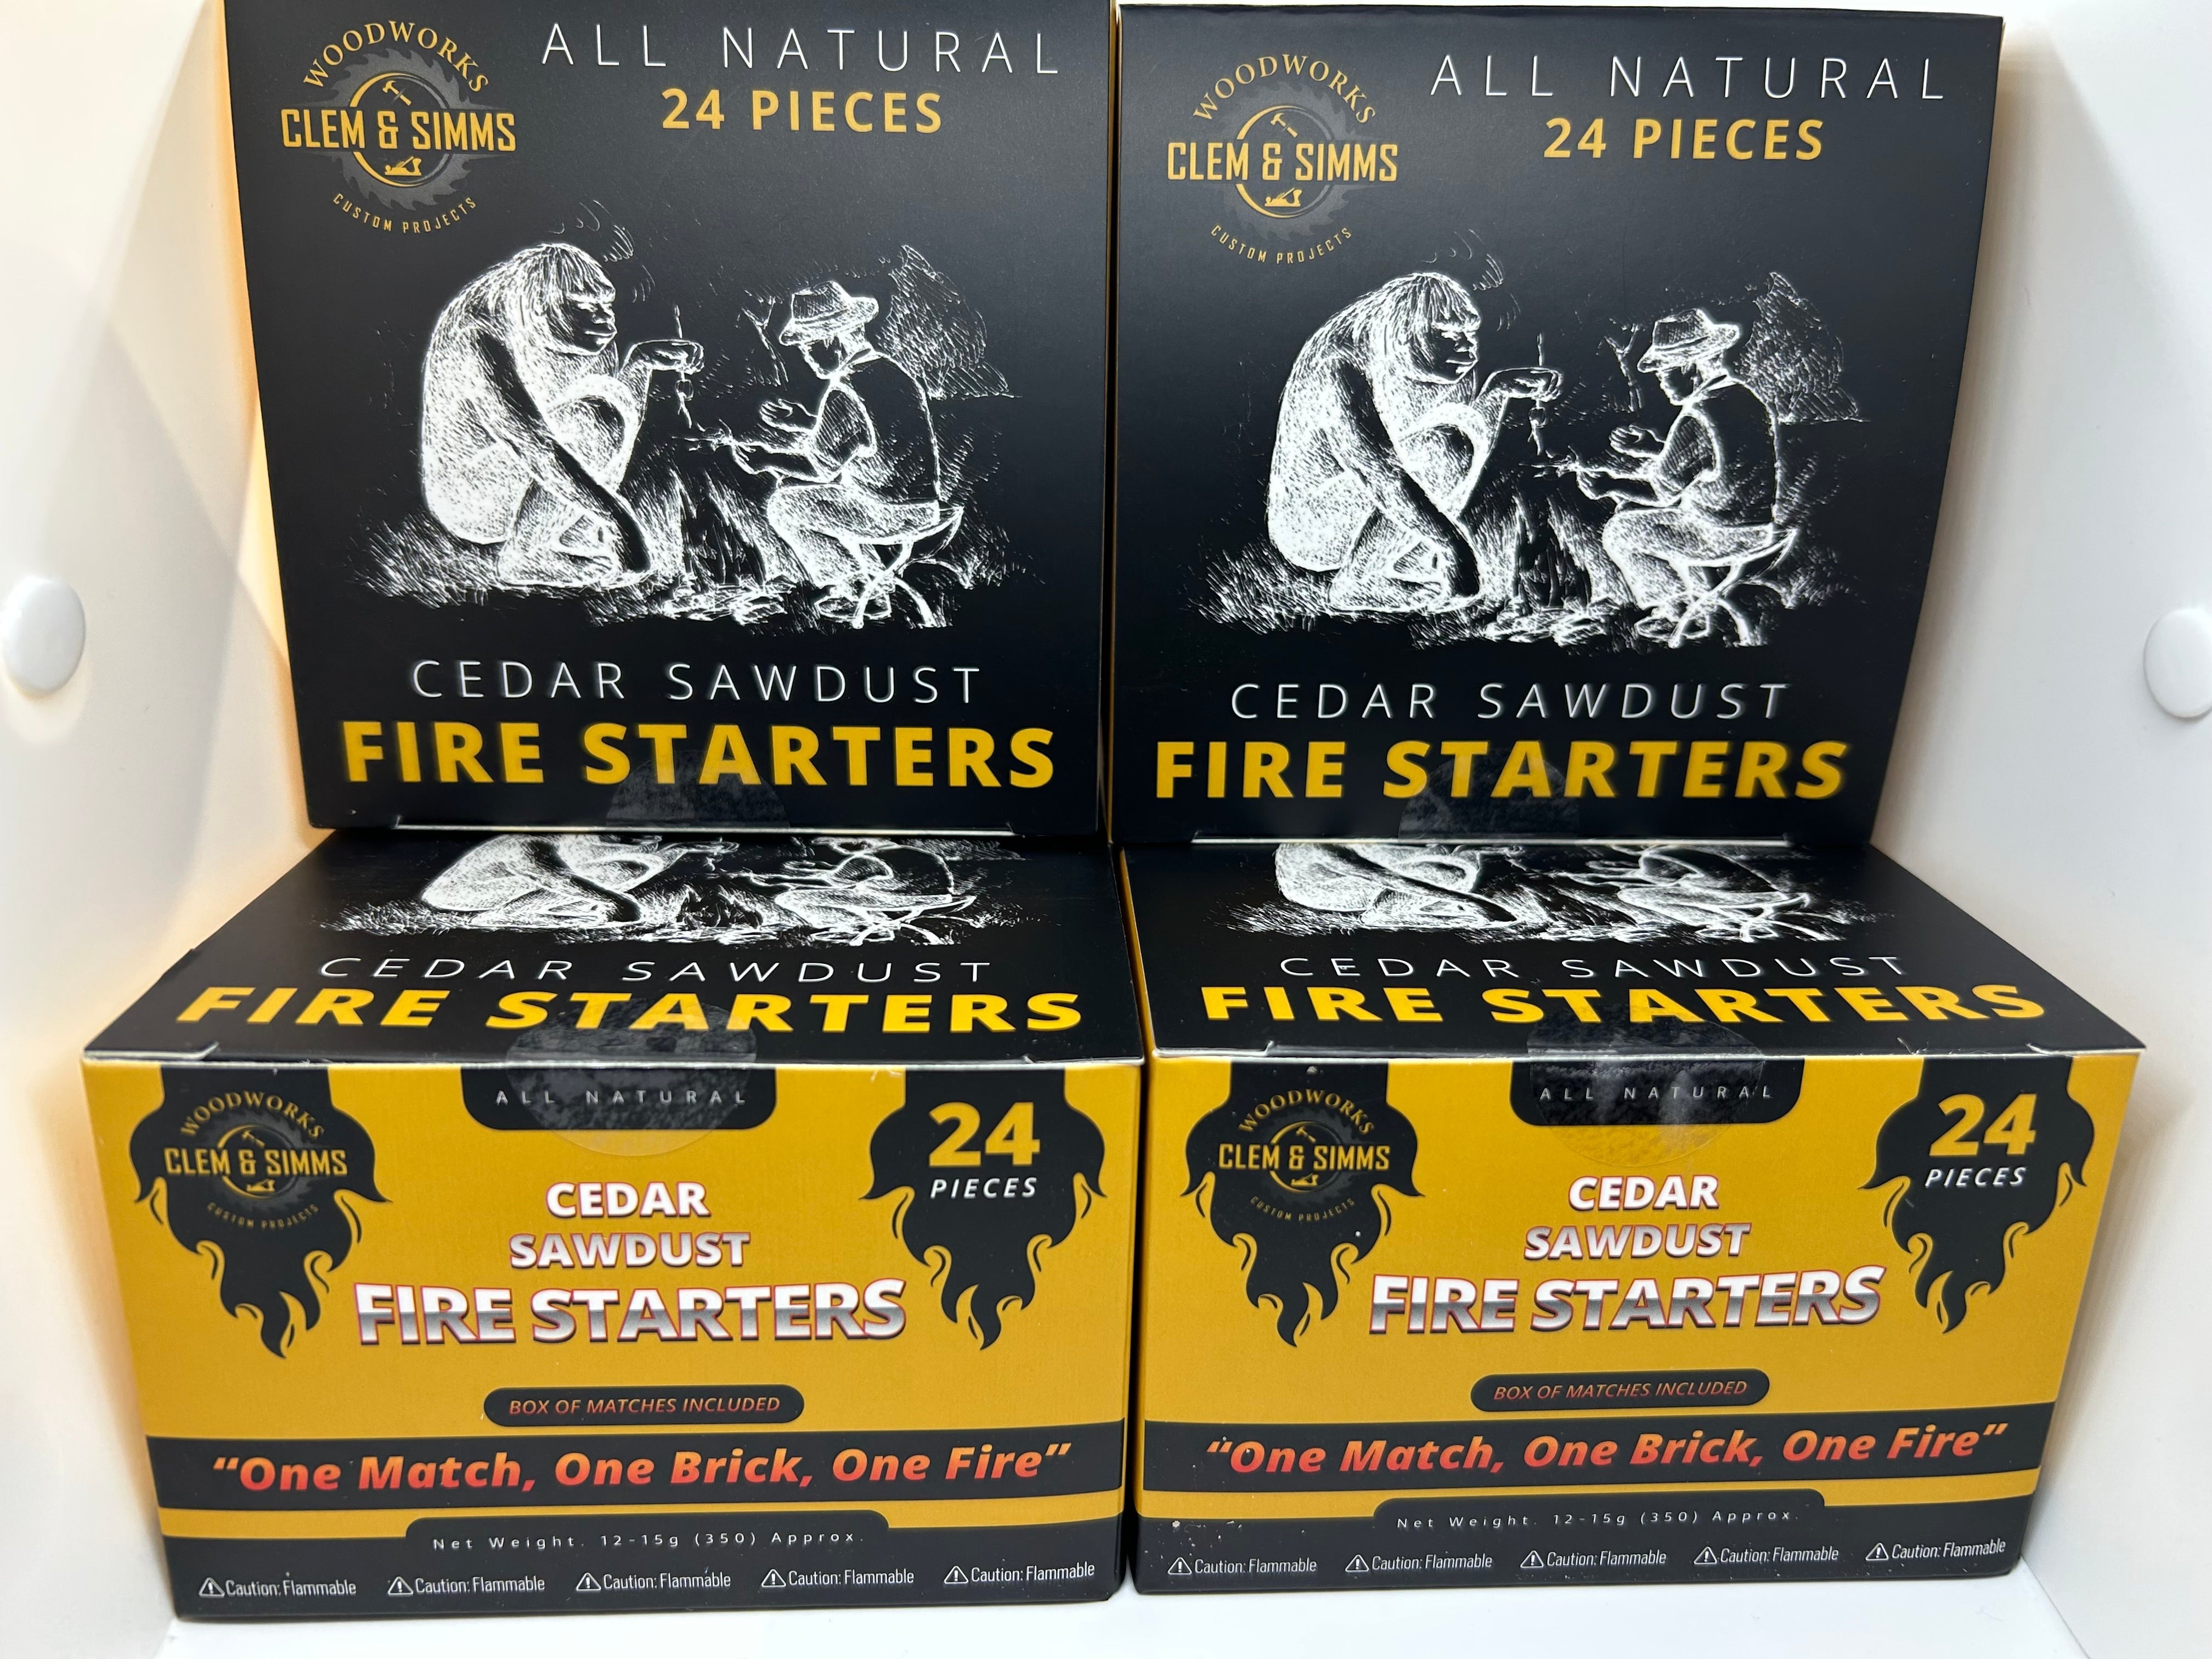 WOODWORKS
CLEM & SIMMS
CUSTOM PROJECTS
ALL NATURAL
24 PIECES
CEDAR SAWDUST
FIRE STARTERS
WOODWORKS
CLEM & SIMMS
CUSTOM PROJECTS
ALL NATURAL
24 PIECES
CEDAR SAWDUST
FIRE STARTERS
CEDAR SAWDUST
FIRE STARTERS
ALL NATURAL
WOODWORKS
CLEM & SIMMS
CUSTOM PROJECTS
24
PIECES
CEDAR
SAWDUST
FIRE STARTERS
BOX OF MATCHES INCLUDED
“One Match, One Brick, One Fire”
Net Weight. 12-15g (350) Approx.
Caution: Flammable Caution: Flammable Caution: Flammable Caution: Flammable Caution: Flammable
CEDAR SAWDUST
FIRE STARTERS
ALL NATURAL
WOODWORKS
CLEM & SIMMS
CUSTOM PROJECTS
24
PIECES
CEDAR
SAWDUST
FIRE STARTERS
BOX OF MATCHES INCLUDED
“One Match, One Brick, One Fire”
Net Weight. 12-15g (350) Approx.
Caution: Flammable Caution: Flammable Caution: Flammable Caution: Flammable Caution: Flammable